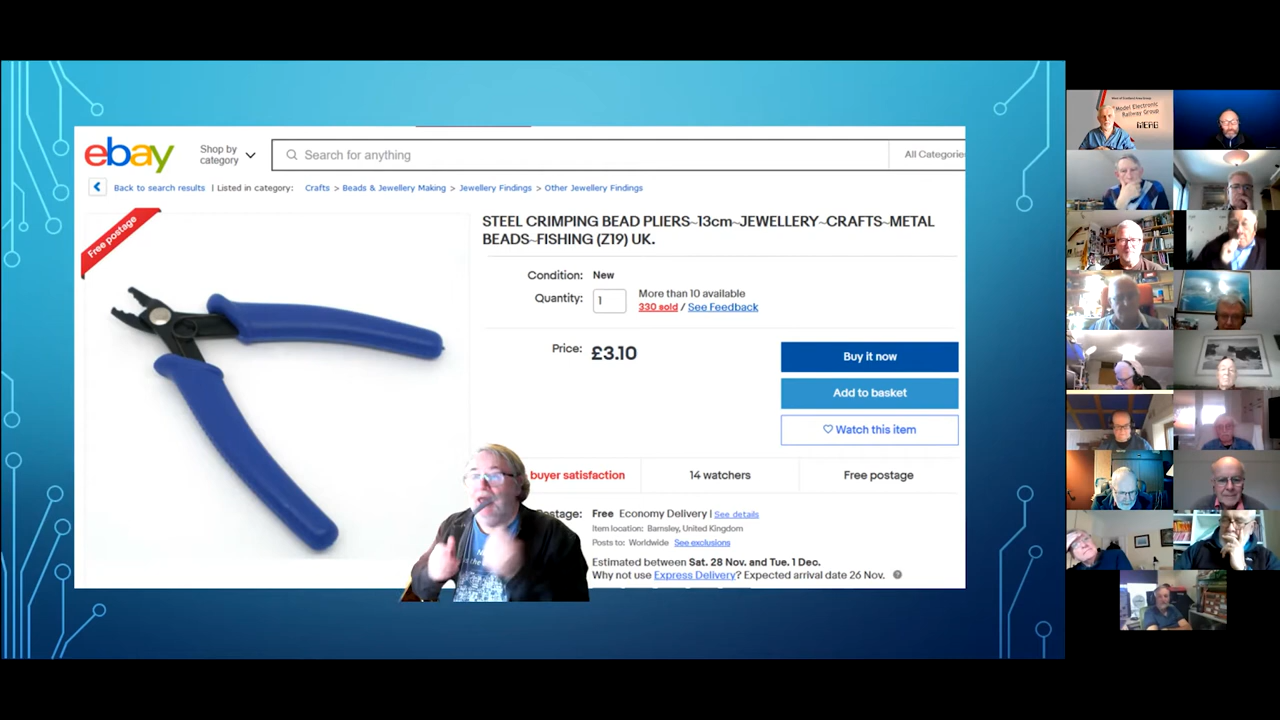 ebay
Shop by
category
Search for anything
All Categorie
Back to search results | Listed in category: Crafts > Beads & Jewellery Making > Jewellery Findings > Other Jewellery Findings
Free postage
STEEL CRIMPING BEAD PLIERS~13cm~JEWELLERY~CRAFTS~METAL
BEADS~FISHING (Z19) UK.
Condition: New
Quantity: 1
More than 10 available
330 sold / See Feedback
Price: £3.10
Buy it now
Add to basket
Watch this item
buyer satisfaction
14 watchers
Free postage
ostage: Free Economy Delivery | See details
Item location: Barnsley, United Kingdom
Posts to: Worldwide See exclusions
Estimated between Sat. 28 Nov. and Tue. 1 Dec.
Why not use Express Delivery? Expected arrival date 26 Nov.
Model Electronic
Railway Group
MERG